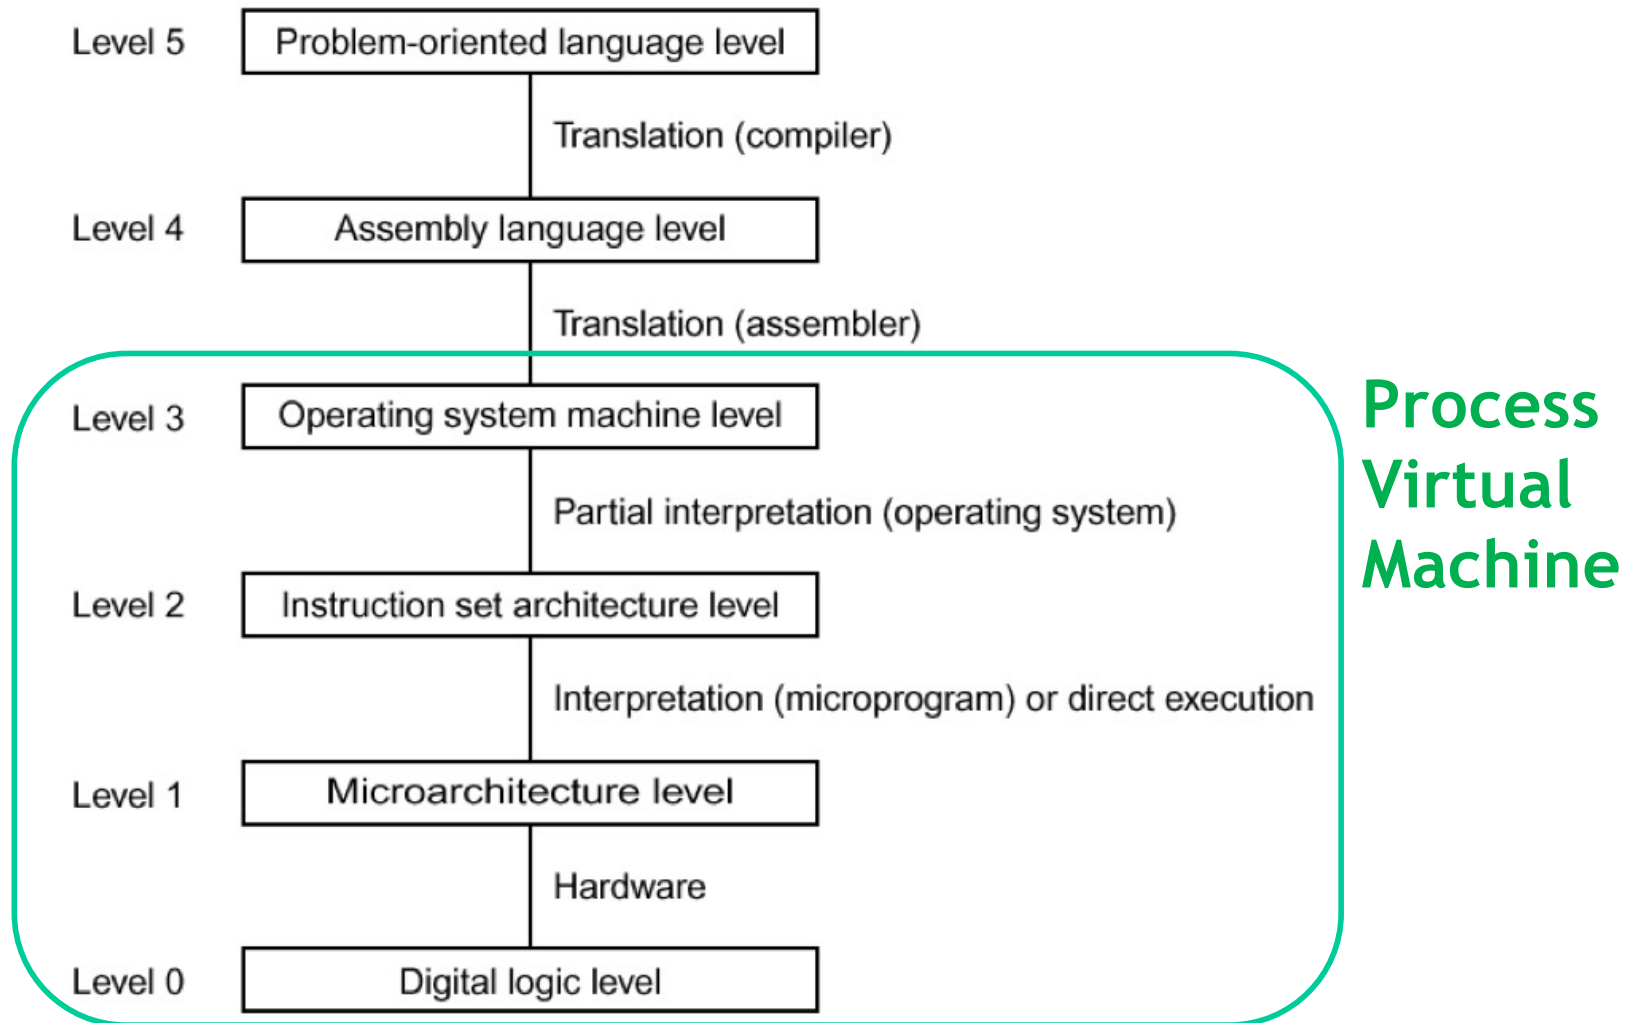 Level 5
Problem-oriented language level
Translation (compiler)
Level 4
Assembly language level
Translation (assembler)
Level 3
Operating system machine level
Partial interpretation (operating system)
Level 2
Instruction set architecture level
Interpretation (microprogram) or direct execution
Level 1
Microarchitecture level
Hardware
Level 0
Digital logic level
Process
Virtual
Machine